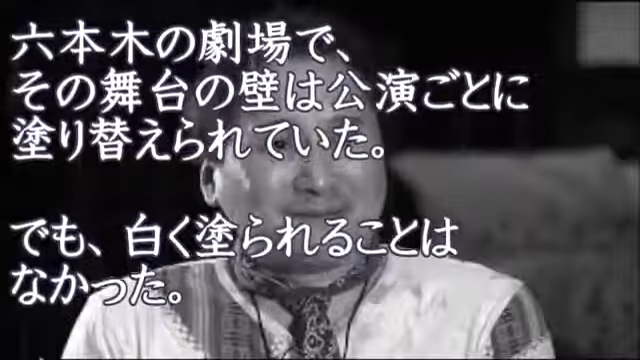 六本木の劇場で、
その舞台の壁は公演ごとに
塗り替えられていた。
でも、白く塗られることは
なかった。